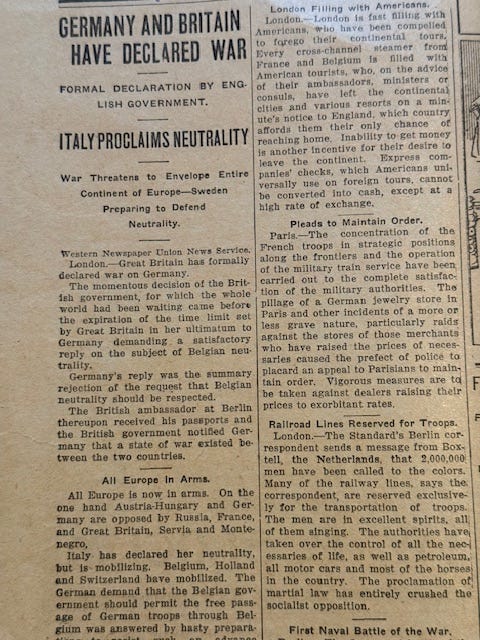 GERMANY AND BRITAIN
HAVE DECLARED WAR
FORMAL DECLARATION BY ENG-
LISH GOVERNMENT.
ITALY PROCLAIMS NEUTRALITY
War Threatens to Envelope Entire
Continent of Europe—Sweden
Preparing to Defend
Neutrality.
Western Newspaper Union News Service.
London.—Great Britain has formally
declared war on Germany.
The momentous decision of the Brit-
ish government, for which the whole
world had been waiting came before
the expiration of the time limit set
by Great Britain in her ultimatum to
Germany demanding a satisfactory
reply on the subject of Belgian neu-
trality.
Germany's reply was the summary
rejection of the request that Belgian
neutrality should be respected.
The British ambassador at Berlin
thereupon received his passports and
the British government notified Ger-
many that a state of war existed be-
tween the two countries.
All Europe in Arms.
All Europe is now in arms. On the
one hand Austria-Hungary and Ger-
many are opposed by Russia, France,
and Great Britain, Servia and Monte-
negro.
Italy has declared her neutrality,
but is mobilizing. Belgium, Holland
and Switzerland have mobilized. The
German demand that the Belgian gov-
ernment should permit the free pass-
age of German troops through Bel-
gium was answered by hasty prepara-
London Filling with Americans.
London.—London is fast filling with
Americans, who have been compelled
to forego their continental tours.
Every cross-channel steamer from
France and Belgium is filled with
American tourists, who, on the advice
of their ambassadors, ministers or
consuls, have left the continental
cities and various resorts on a min-
ute's notice to England, which country
affords them their only chance of
reaching home. Inability to get money
is another incentive for their desire to
leave the continent. Express com-
panies' checks, which Americans uni-
versally use on foreign tours, cannot
be converted into cash, except at a
high rate of exchange.
Pleads to Maintain Order.
Paris.—The concentration of the
French troops in strategic positions
along the frontiers and the operation
of the military train service have been
carried out to the complete satisfac-
tion of the military authorities. The
pillage of a German jewelry store in
Paris and other incidents of a more or
less grave nature, particularly raids
against the stores of those merchants
who have raised the prices of neces-
saries caused the prefect of police to
placard an appeal to Parisians to main-
tain order. Vigorous measures are to
be taken against dealers raising their
prices to exorbitant rates.
Railroad Lines Reserved for Troops.
London.—The Standard's Berlin cor-
respondent sends a message from Box-
tell, the Netherlands, that 2,000,000
men have been called to the colors.
Many of the railway lines, says the
correspondent, are reserved exclusive-
ly for the transportation of troops.
The men are in excellent spirits, all
of them singing. The authorities have
taken over the control of all the nec-
essaries of life, as well as petroleum,
all motor cars and most of the horses
in the country. The proclamation of
martial law has entirely crushed the
socialist opposition.
First Naval Battle of the War.